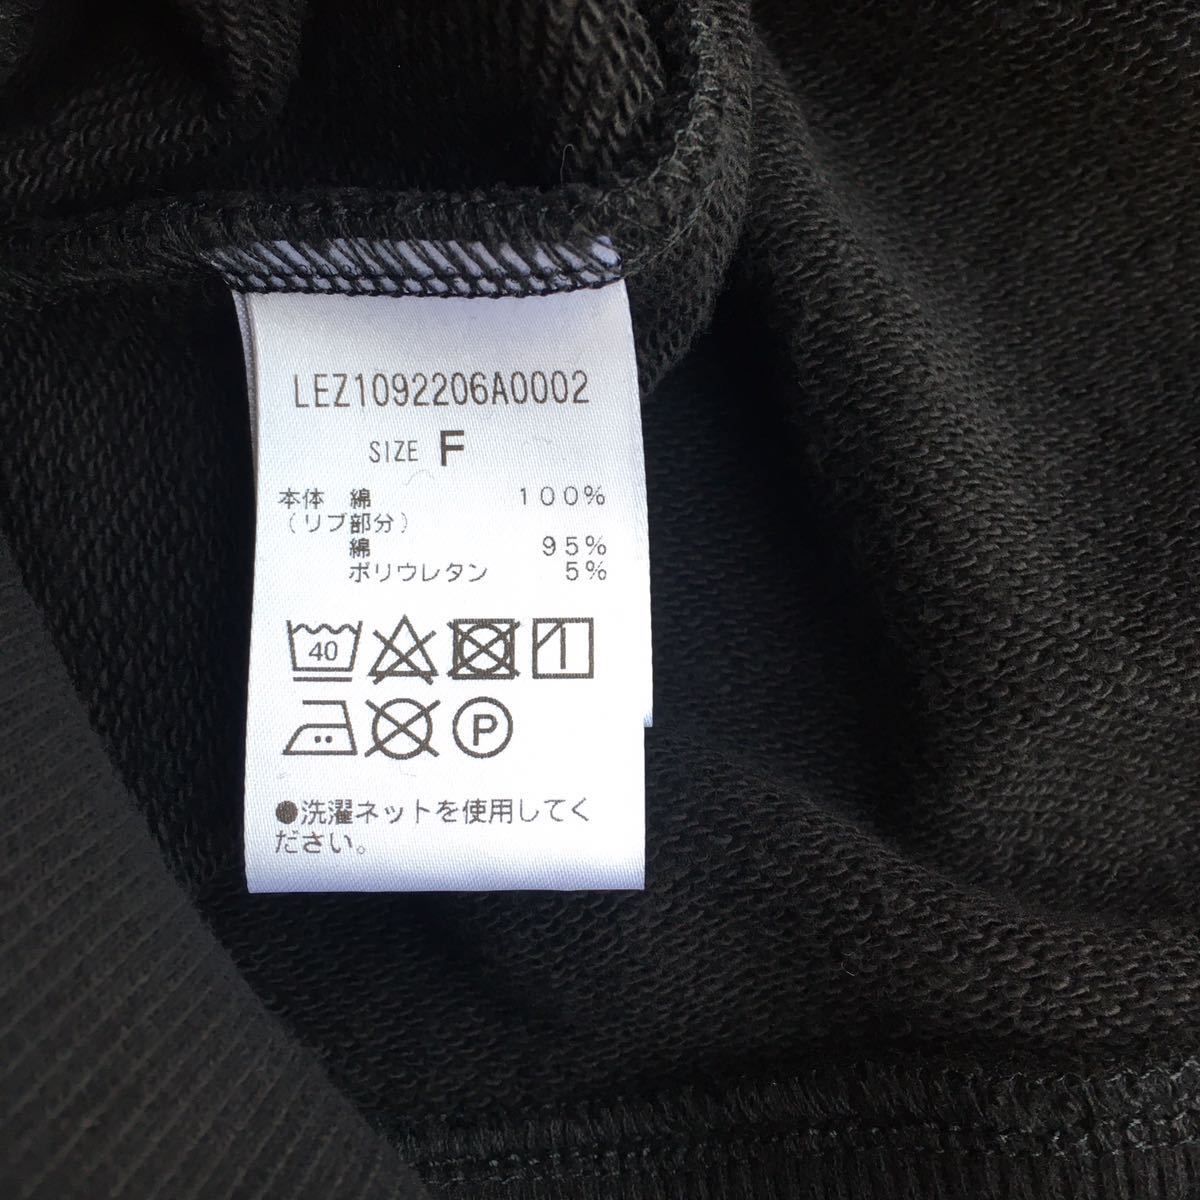 LEZ1092206A0002
SIZE F
本体 綿 100%
(リブ部分)
綿 95%
ポリウレタン 5%
40
P
●洗濯ネットを使用してく
ださい。